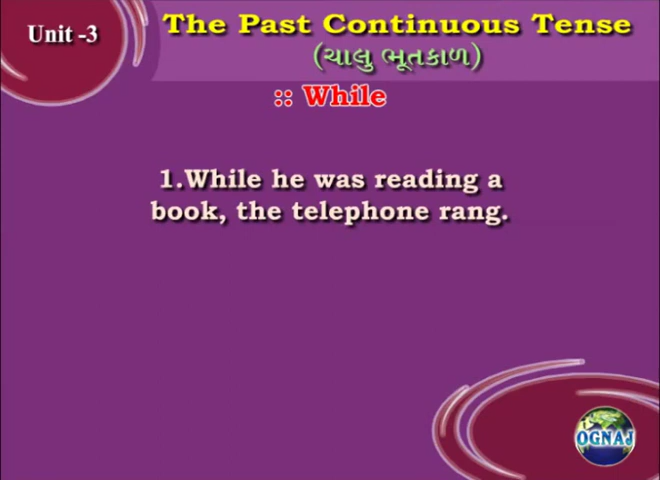 Unit -3
The Past Continuous Tense
(ચાલુ ભૂતકાળ)
:: While
1.While he was reading a
book, the telephone rang.
OGNAJ